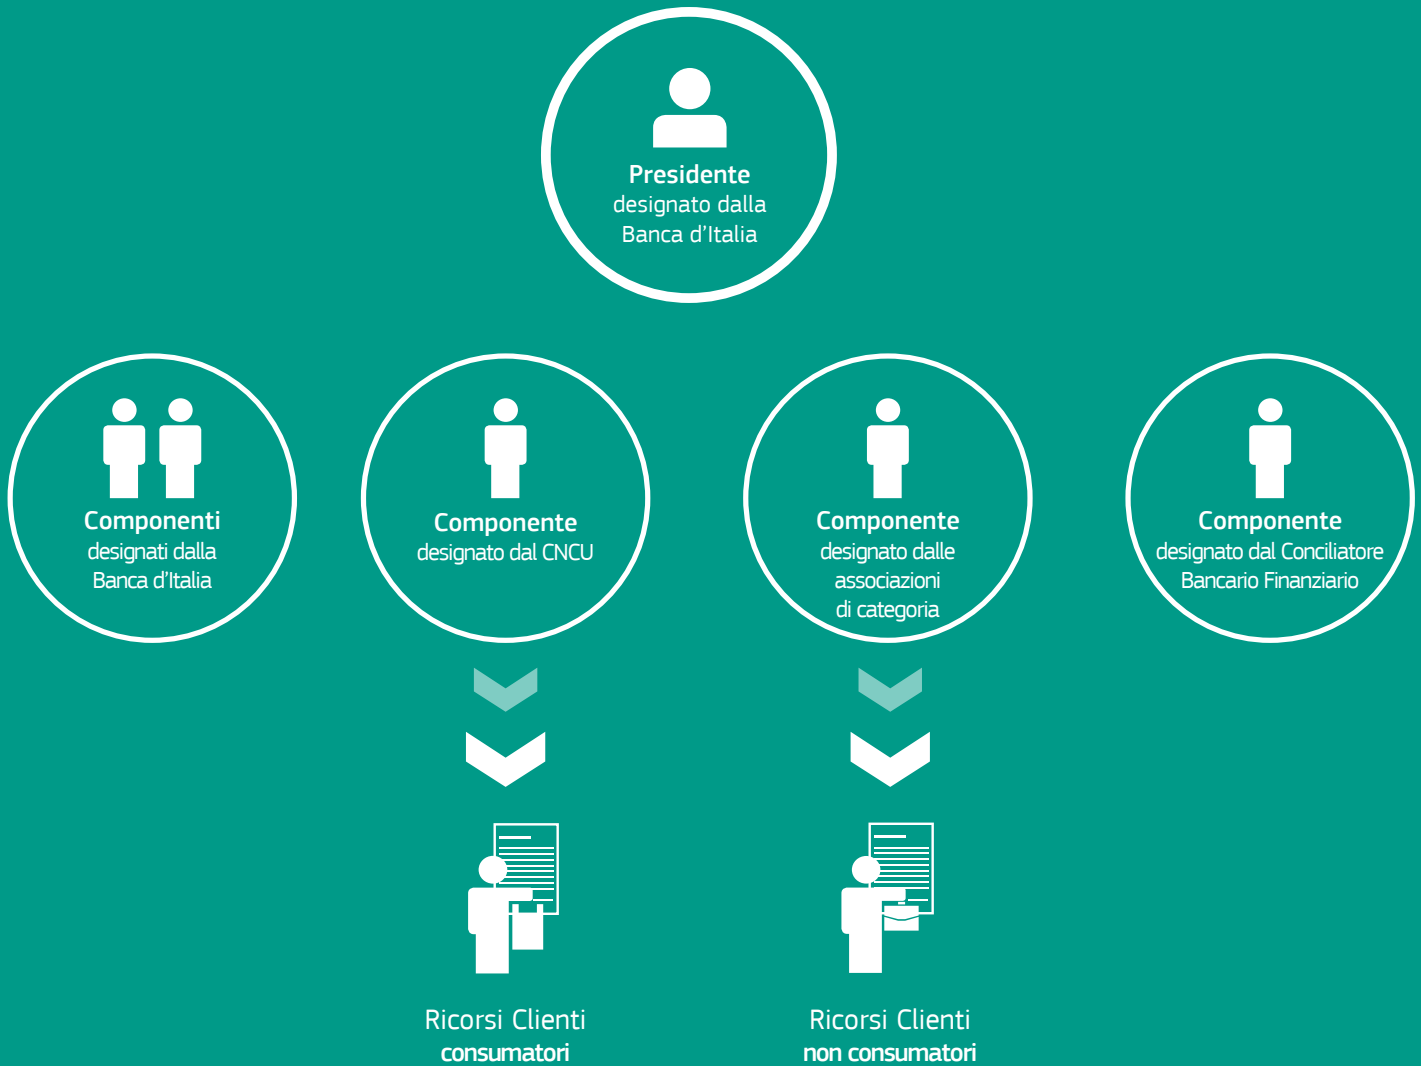 Presidente
designato dalla
Banca d'Italia
Componenti
designati dalla
Banca d'Italia
Componente
designato dal CNCU
Componente
designato dalle
associazioni
di categoria
Componente
designato dal Conciliatore
Bancario Finanziario
Ricorsi Clienti
consumatori
Ricorsi Clienti
non consumatori